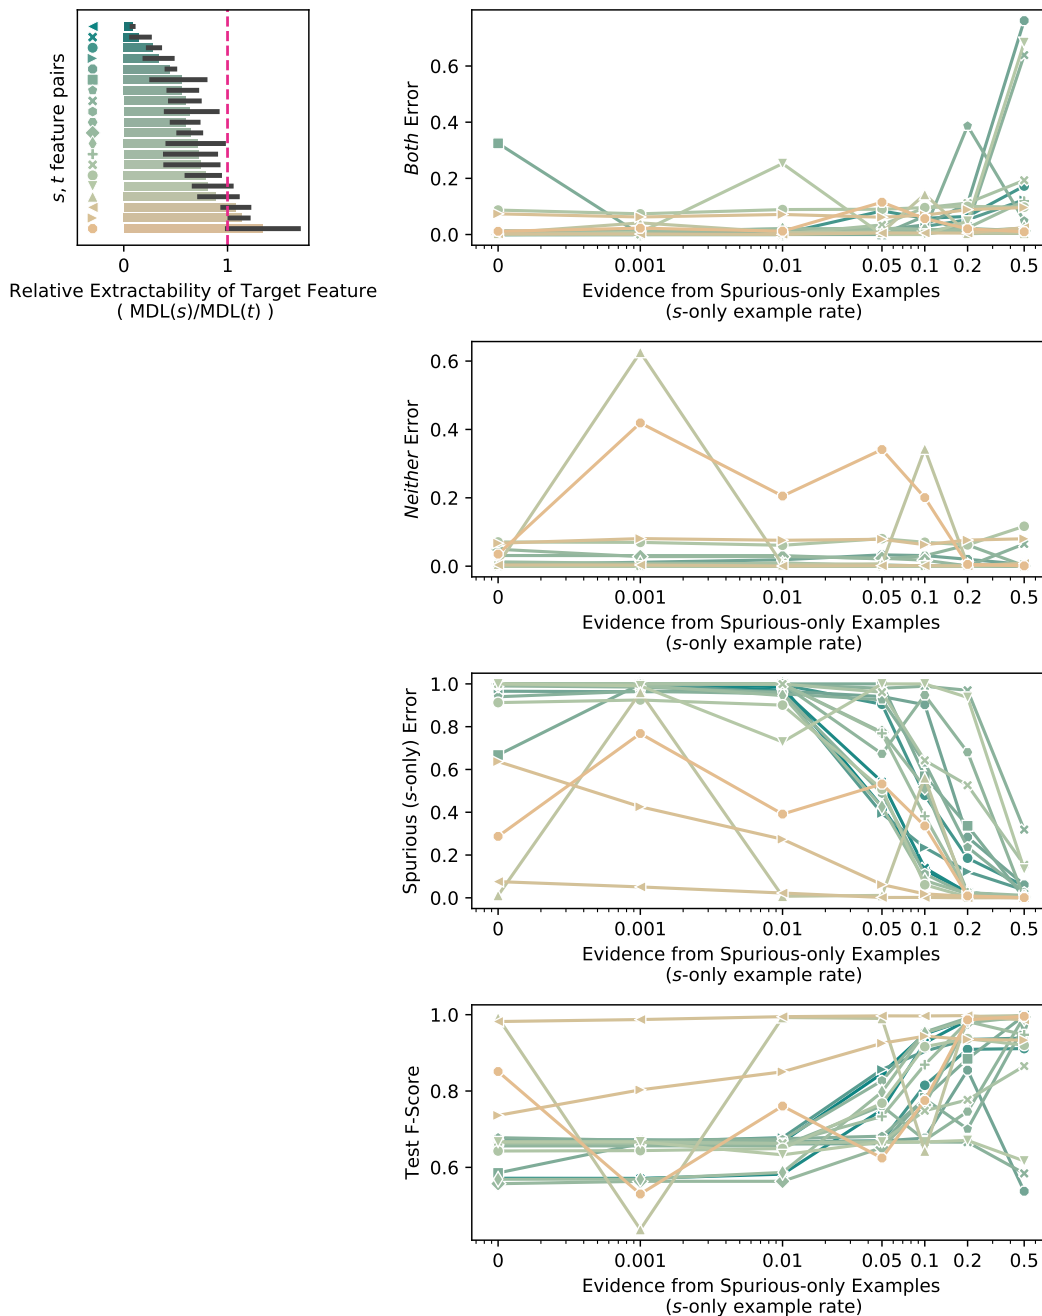 s, t feature pairs
0 1
Relative Extractability of Target Feature
( MDL(s)/MDL(t) )
Both Error
0.6
0.4
0.2
0.0
0 0.001 0.01 0.05 0.1 0.2 0.5
Evidence from Spurious-only Examples
(s-only example rate)
Neither Error
0.6
0.4
0.2
0.0
0 0.001 0.01 0.05 0.1 0.2 0.5
Evidence from Spurious-only Examples
(s-only example rate)
Spurious (s-only) Error
1.0
0.8
0.6
0.4
0.2
0.0
0 0.001 0.01 0.05 0.1 0.2 0.5
Evidence from Spurious-only Examples
(s-only example rate)
Test F-Score
1.0
0.8
0.6
0 0.001 0.01 0.05 0.1 0.2 0.5
Evidence from Spurious-only Examples
(s-only example rate)